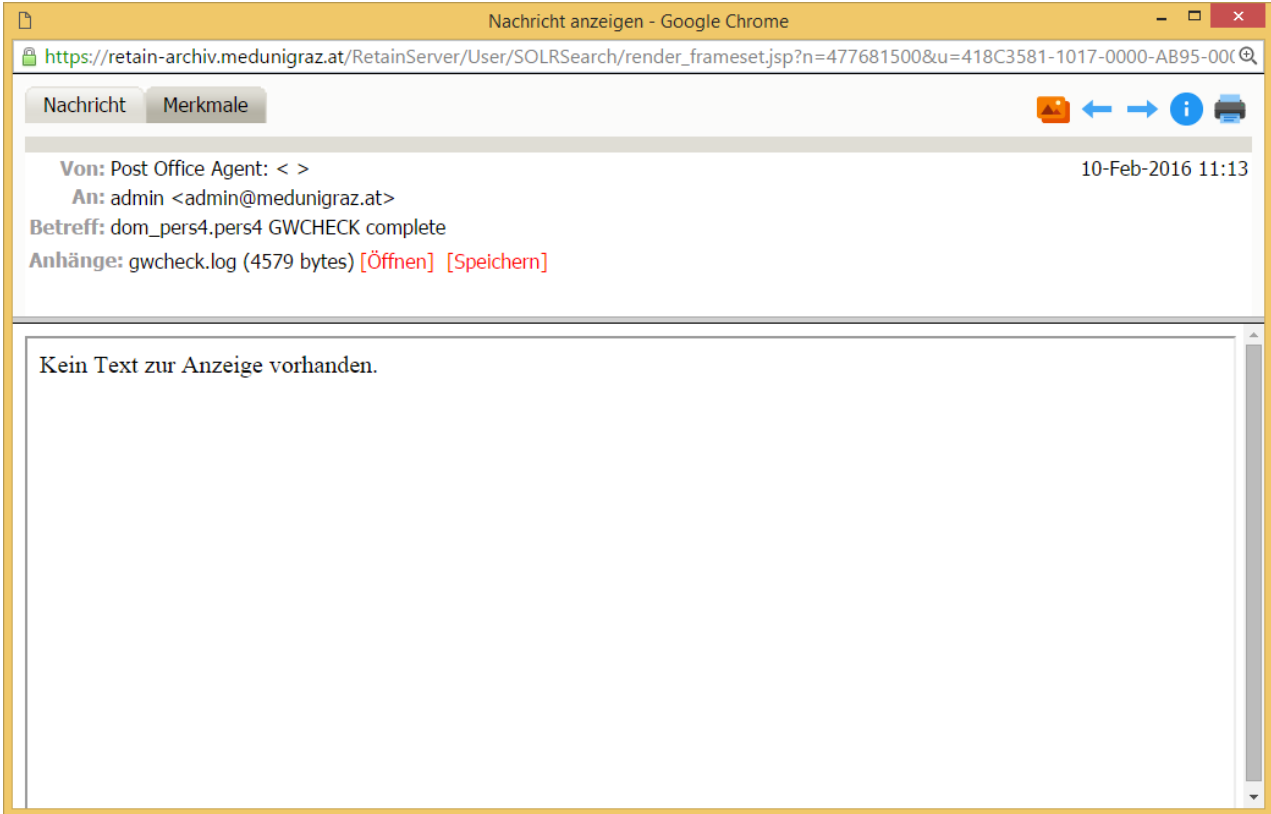 Nachricht anzeigen - Google Chrome
https://retain-archiv.medunigraz.at/RetainServer/User/SOLRSearch/render_frameset.jsp?n=477681500&u=418C3581-1017-0000-AB95-00(
Nachricht Merkmale
Von: Post Office Agent: < > 10-Feb-2016 11:13
An: admin <admin@medunigraz.at>
Betreff: dom_pers4.pers4 GWCHECK complete
Anhänge: gwcheck.log (4579 bytes) [Öffnen] [Speichern]
Kein Text zur Anzeige vorhanden.